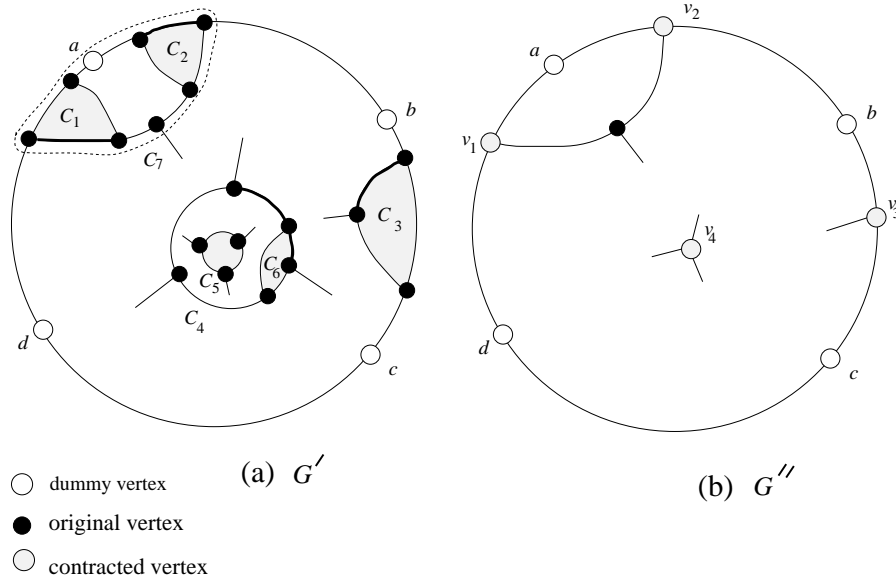 a
C2
C1
C7
b
C3
C6
C5
C4
d
c
(a) G′
dummy vertex
original vertex
contracted vertex
v2
a
b
v1
v3
v4
d
c
(b) G″